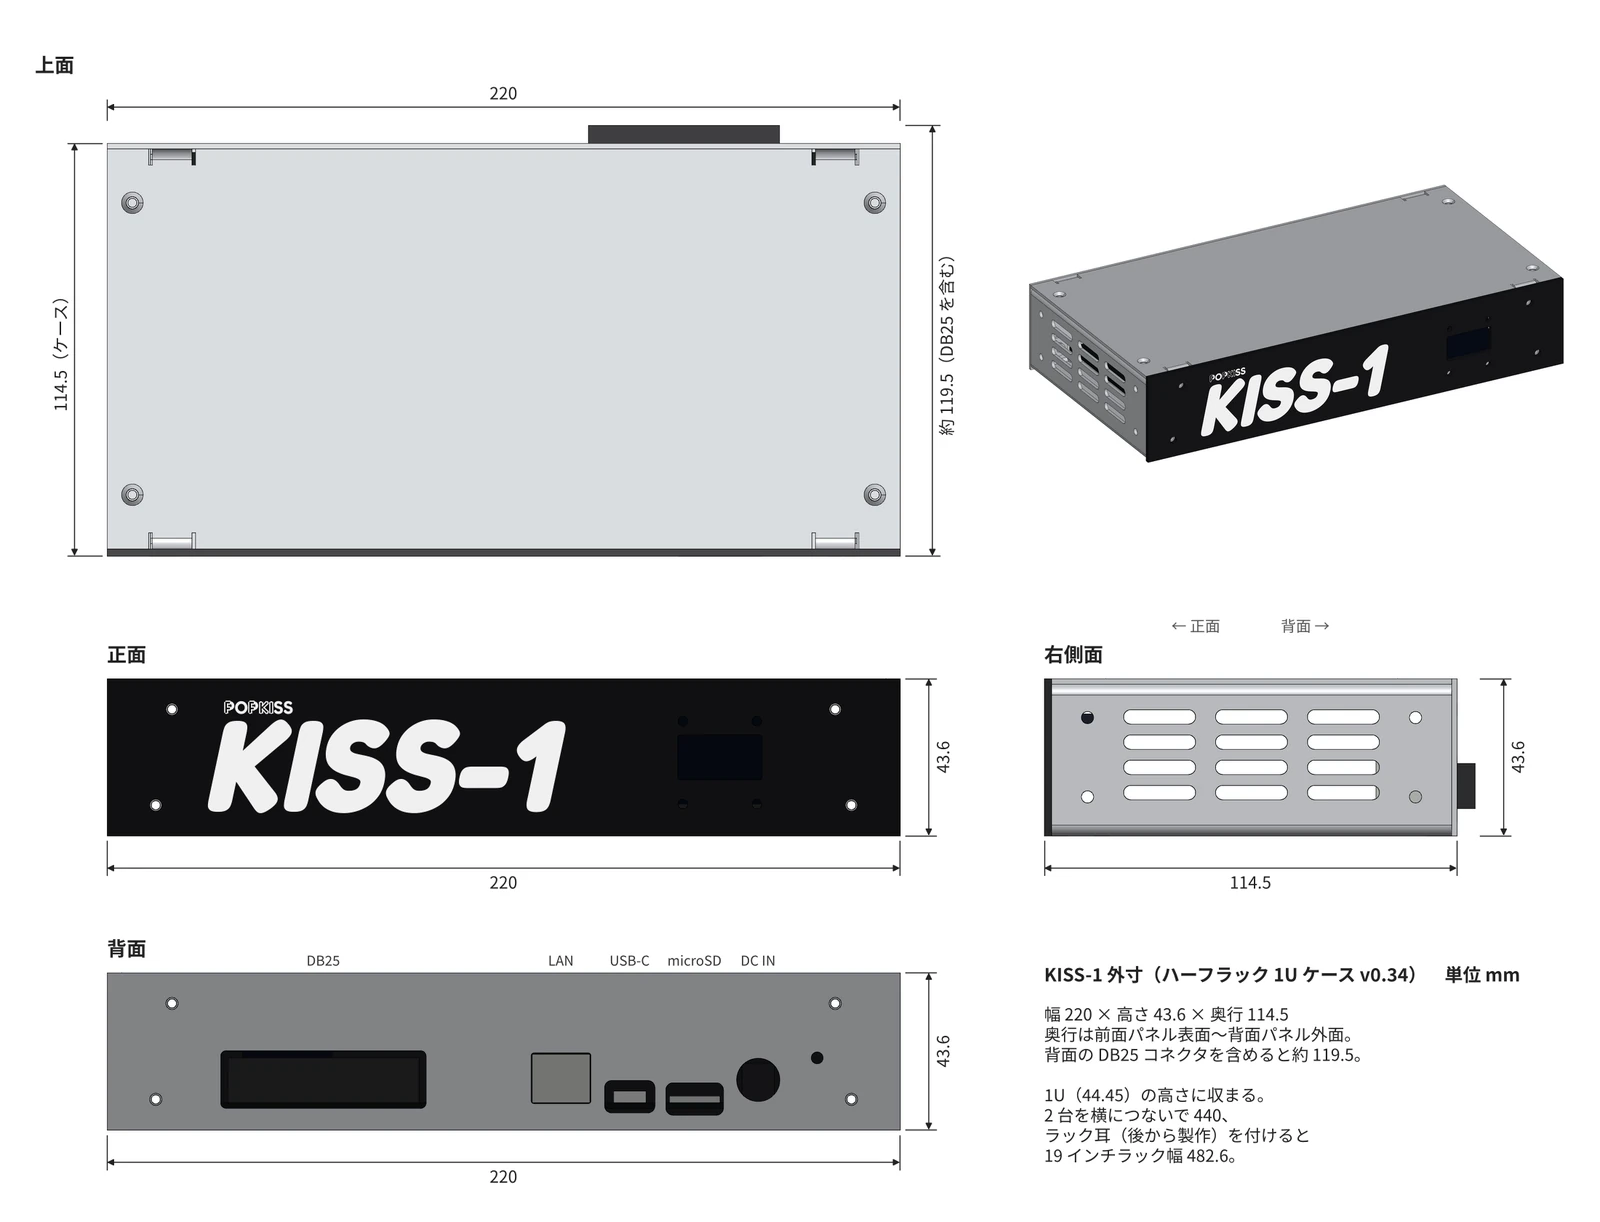 上面
220
114.5（ケース）
約 119.5（DB25 を含む）
POPKISS
KISS-1
← 正面
背面 →
正面
POPKISS
KISS-1
43.6
220
右側面
43.6
114.5
背面
DB25
LAN
USB-C
microSD
DC IN
43.6
220
KISS-1 外寸（ハーフラック 1U ケース v0.34） 単位 mm
幅 220 × 高さ 43.6 × 奥行 114.5
奥行は前面パネル表面～背面パネル外面。
背面の DB25 コネクタを含めると約 119.5。
1U（44.45）の高さに収まる。
2 台を横につないで 440、
ラック耳（後から製作）を付けると
19 インチラック幅 482.6。